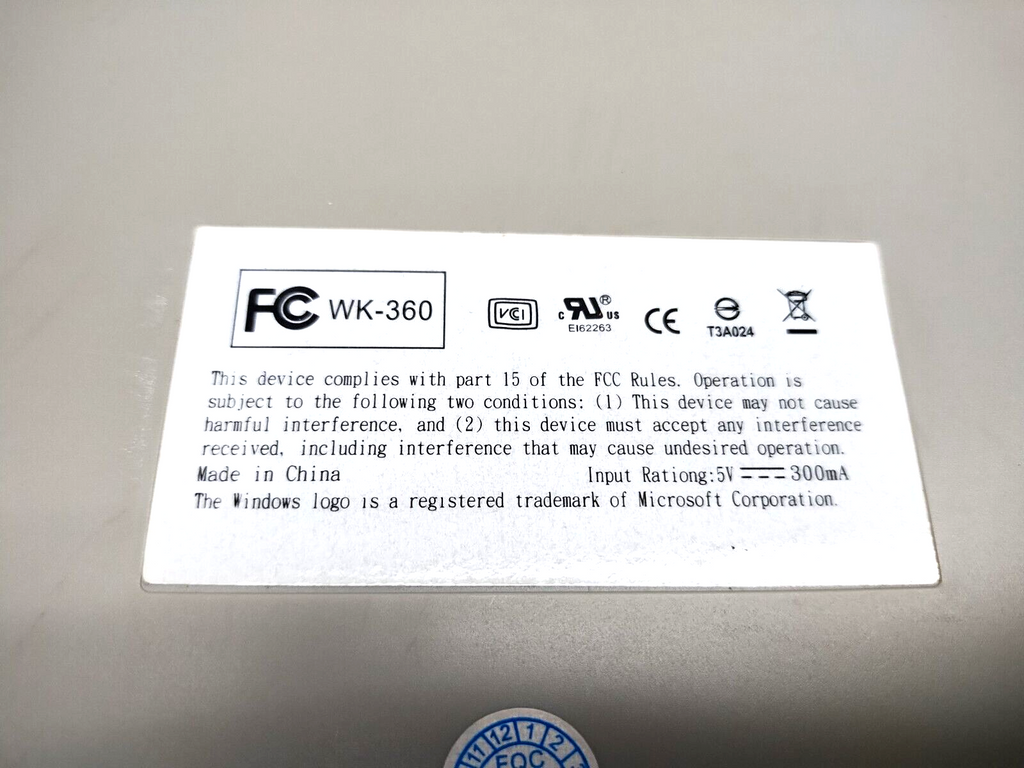 FC WK-360
VCI
c RU ® US
E162263
CE
T3A024
This device complies with part 15 of the FCC Rules. Operation is
subject to the following two conditions: (1) This device may not cause
harmful interference, and (2) this device must accept any interference
received, including interference that may cause undesired operation.
Made in China
Input Rationg:5V 300mA
The Windows logo is a registered trademark of Microsoft Corporation.
11 12 1 2
EQC